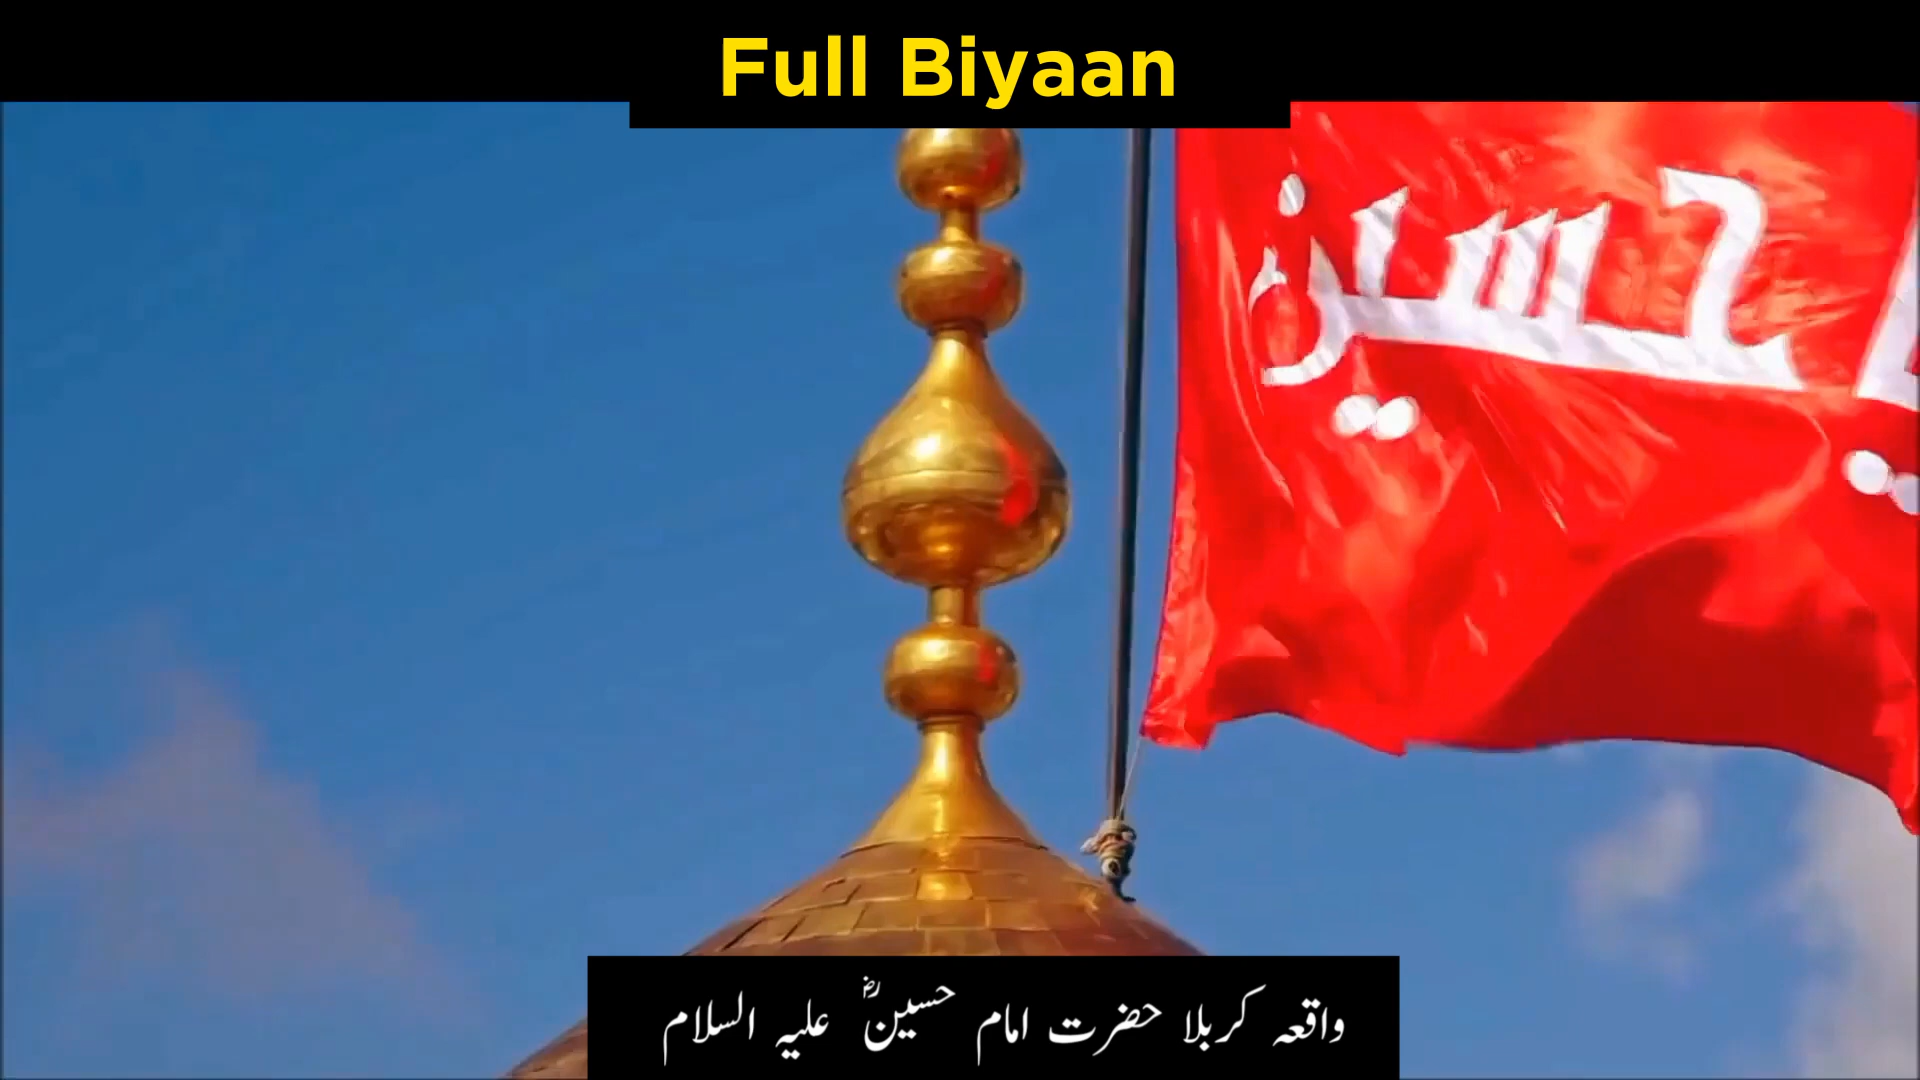 Full Biyaan
حسین
واقعہ کربلا حضرت امام حسینؓ علیہ السلام